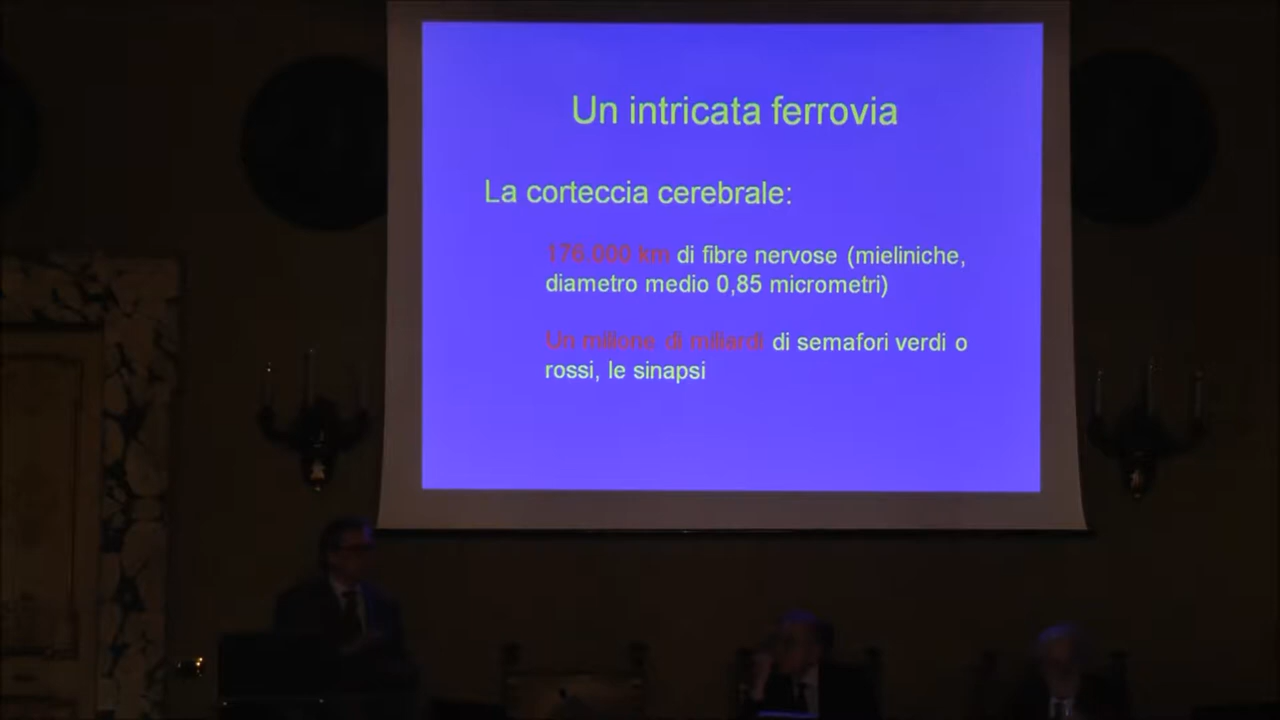 Un intricata ferrovia
La corteccia cerebrale:
176.000 km di fibre nervose (mieliniche,
diametro medio 0,85 micrometri)
Un milione di miliardi di semafori verdi o
rossi, le sinapsi